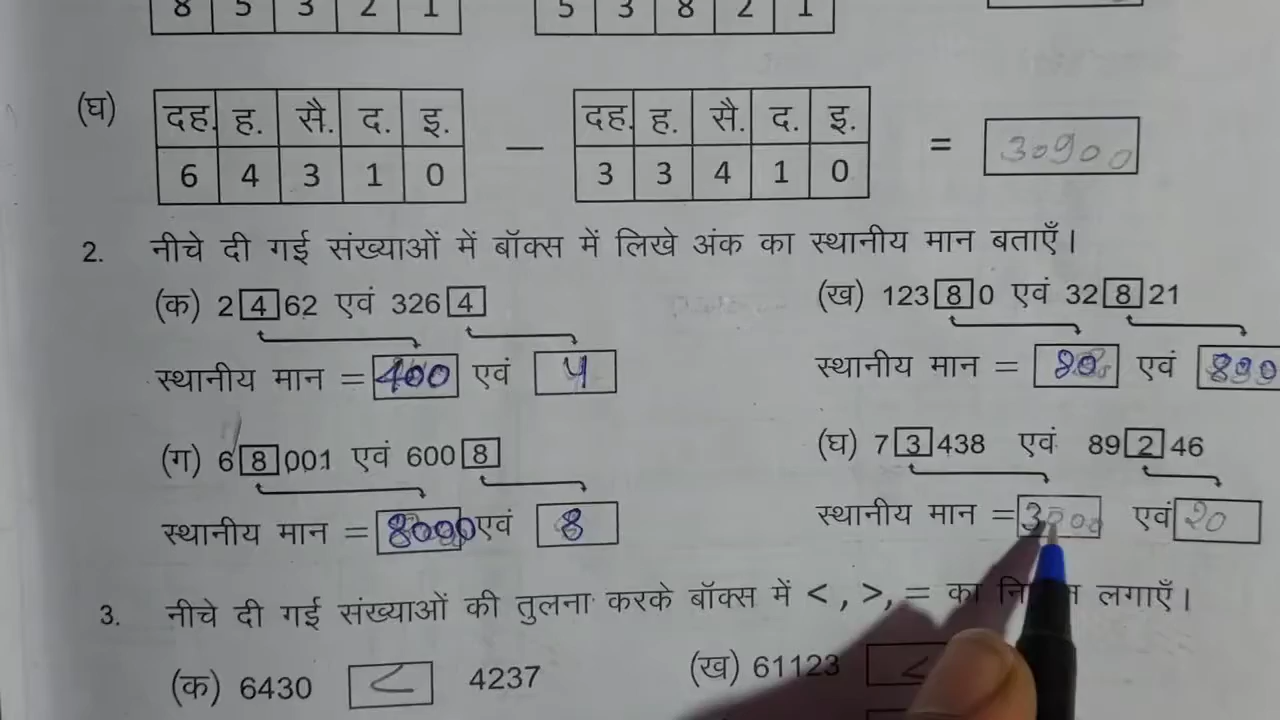 8 5 3 2 1 5 3 8 2 1
(घ) दह. ह. सै. द. इ. दह. ह. सै. द. इ.
6 4 3 1 0 — 3 3 4 1 0 = 30900
2. नीचे दी गई संख्याओं में बॉक्स में लिखे अंक का स्थानीय मान बताएँ।
(क) 2 4 62 एवं 326 4 (ख) 123 8 0 एवं 32 8 21
स्थानीय मान = 400 एवं 4 स्थानीय मान = 80 एवं 800
(ग) 6 8 001 एवं 600 8 (घ) 7 3 438 एवं 89 2 46
स्थानीय मान = 8000 एवं 8 स्थानीय मान = 3000 एवं 20
3. नीचे दी गई संख्याओं की तुलना करके बॉक्स में <, >, = का लगाएँ।
(क) 6430 < 4237 (ख) 61123 <